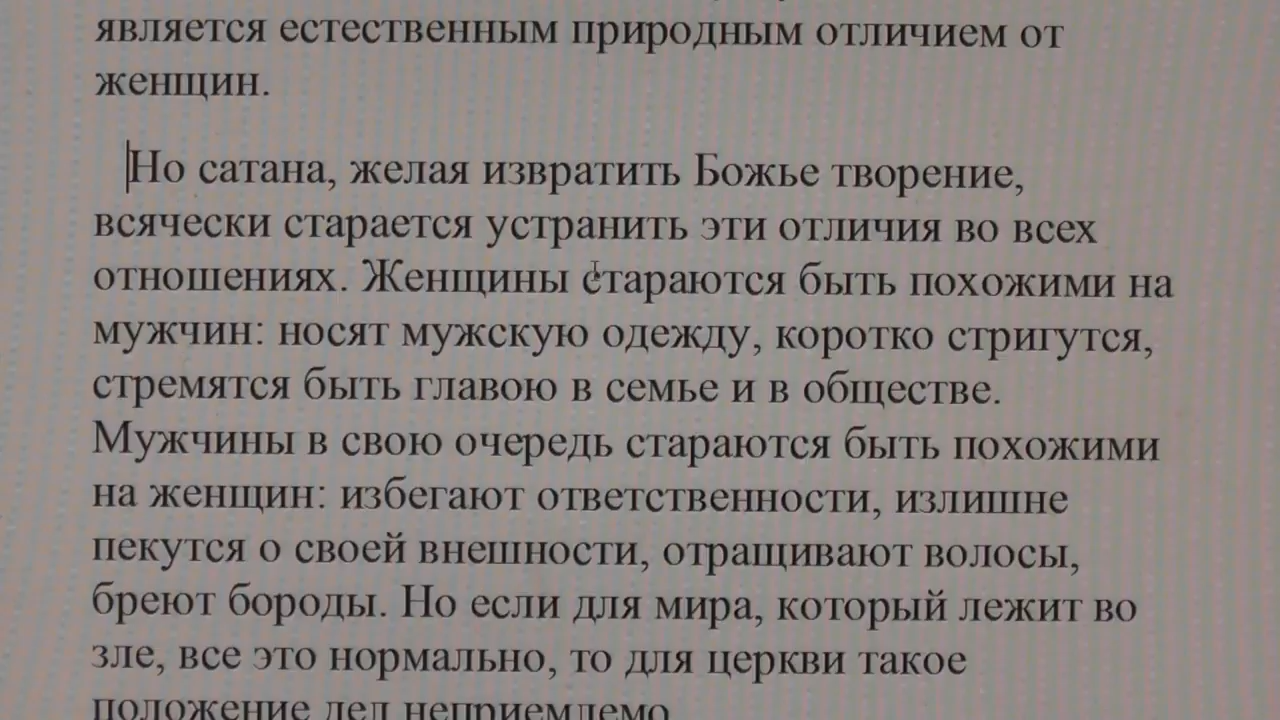 является естественным природным отличием от
женщин.
Но сатана, желая извратить Божье творение,
всячески старается устранить эти отличия во всех
отношениях. Женщины стараются быть похожими на
мужчин: носят мужскую одежду, коротко стригутся,
стремятся быть главою в семье и в обществе.
Мужчины в свою очередь стараются быть похожими
на женщин: избегают ответственности, излишне
пекутся о своей внешности, отращивают волосы,
бреют бороды. Но если для мира, который лежит во
зле, все это нормально, то для церкви такое
положение дел неприемлемо